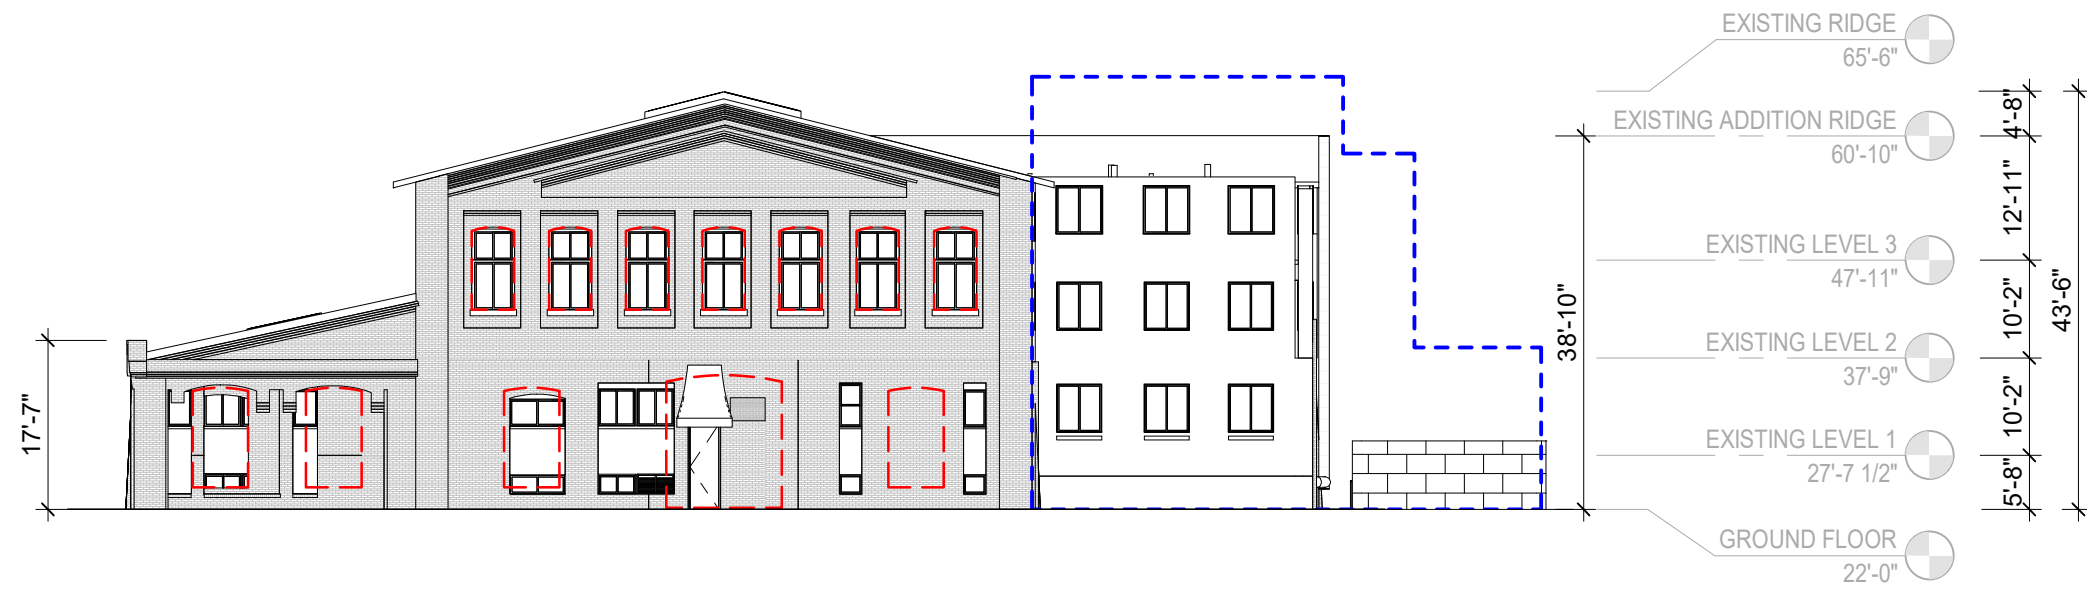 EXISTING RIDGE
65'-6"
EXISTING ADDITION RIDGE
60'-10"
EXISTING LEVEL 3
47'-11"
EXISTING LEVEL 2
37'-9"
EXISTING LEVEL 1
27'-7 1/2"
GROUND FLOOR
22'-0"
17'-7"
38'-10"
4'-8"
12'-11"
10'-2"
10'-2"
5'-8"
43'-6"